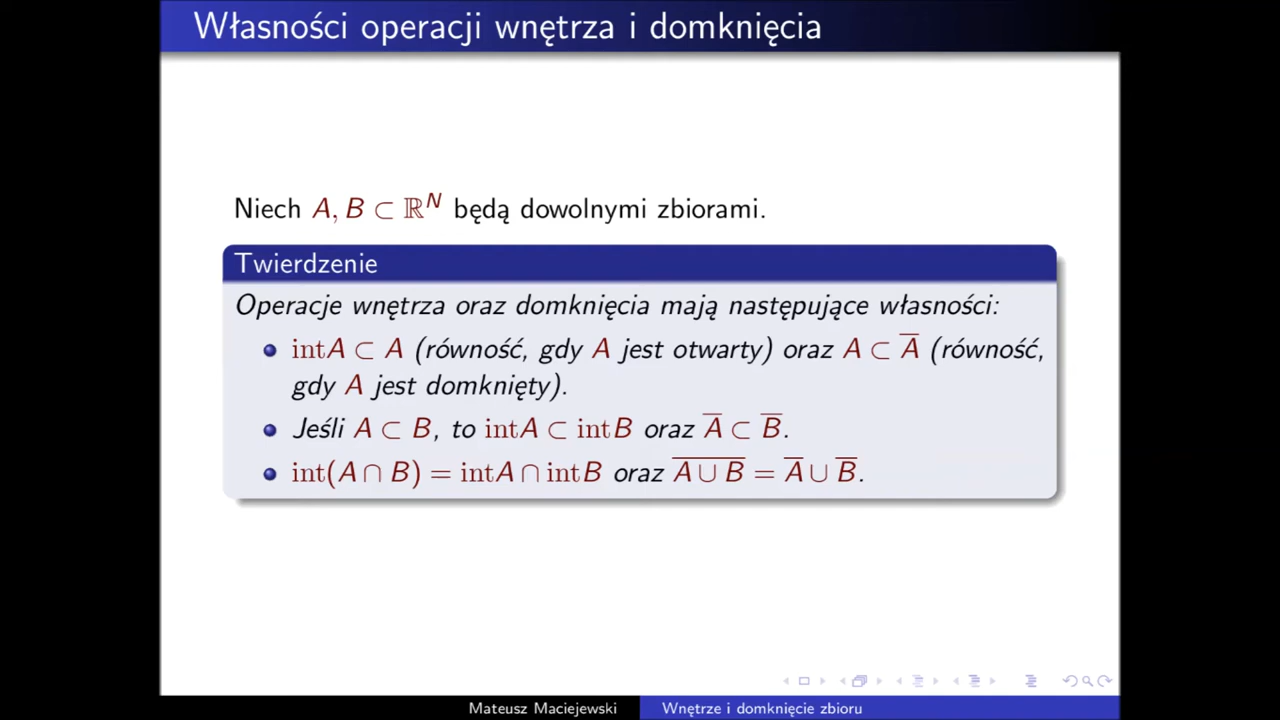 Własności operacji wnętrza i domknięcia
Niech A, B ⊂ ℝᴺ będą dowolnymi zbiorami.
Twierdzenie
Operacje wnętrza oraz domknięcia mają następujące własności:
intA ⊂ A (równość, gdy A jest otwarty) oraz A ⊂ A̅ (równość,
gdy A jest domknięty).
Jeśli A ⊂ B, to intA ⊂ intB oraz A̅ ⊂ B̅.
int(A ∩ B) = intA ∩ intB oraz A̅ ̅∪̅ ̅B̅ = A̅ ∪ B̅.
Mateusz Maciejewski
Wnętrze i domknięcie zbioru